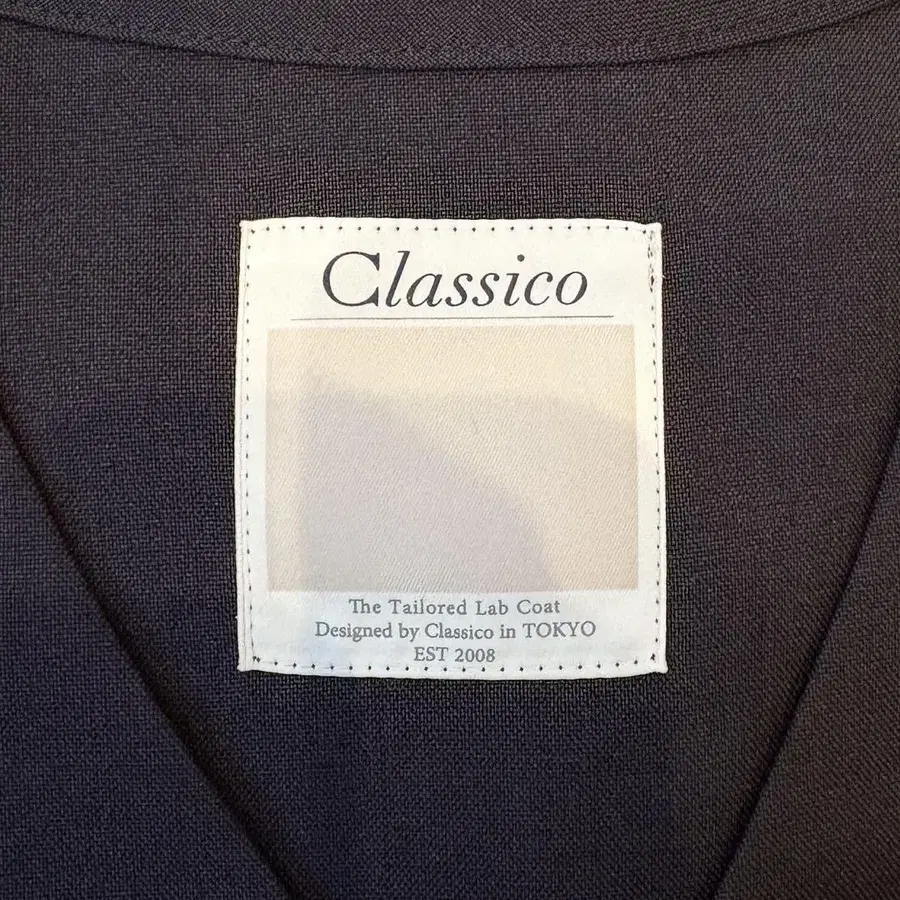 Classico
The Tailored Lab Coat
Designed by Classico in TOKYO
EST 2008